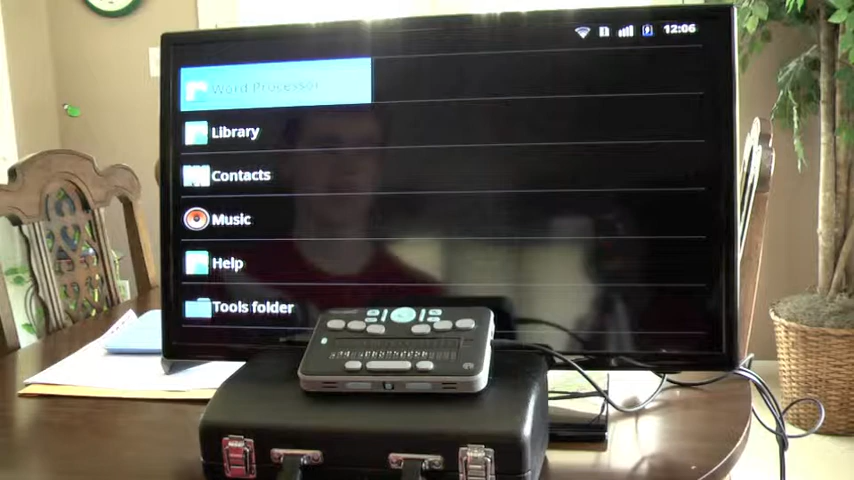 12:06
Word Processor
Library
Contacts
Music
Help
Tools folder